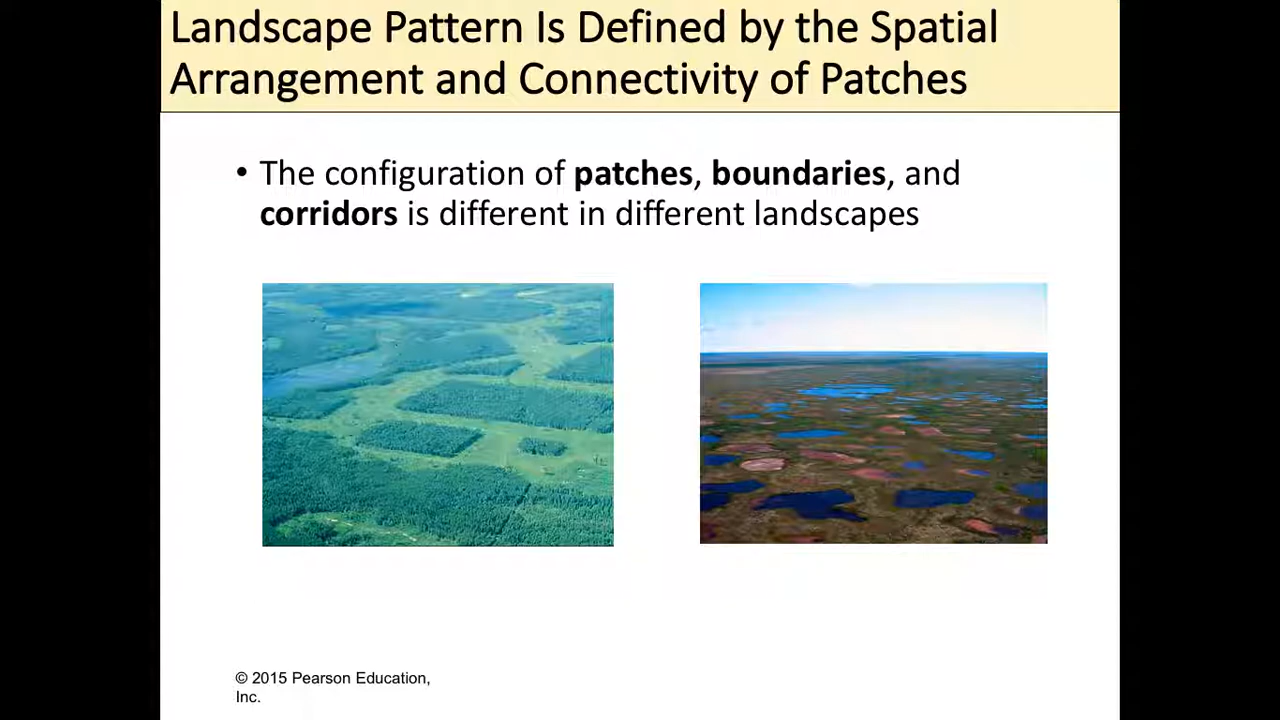 Landscape Pattern Is Defined by the Spatial
Arrangement and Connectivity of Patches
• The configuration of patches, boundaries, and
corridors is different in different landscapes
© 2015 Pearson Education,
Inc.